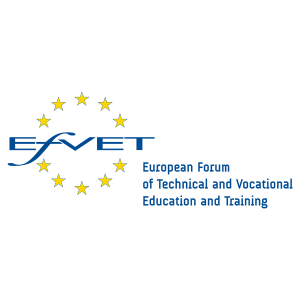 EfVET
European Forum
of Technical and Vocational
Education and Training